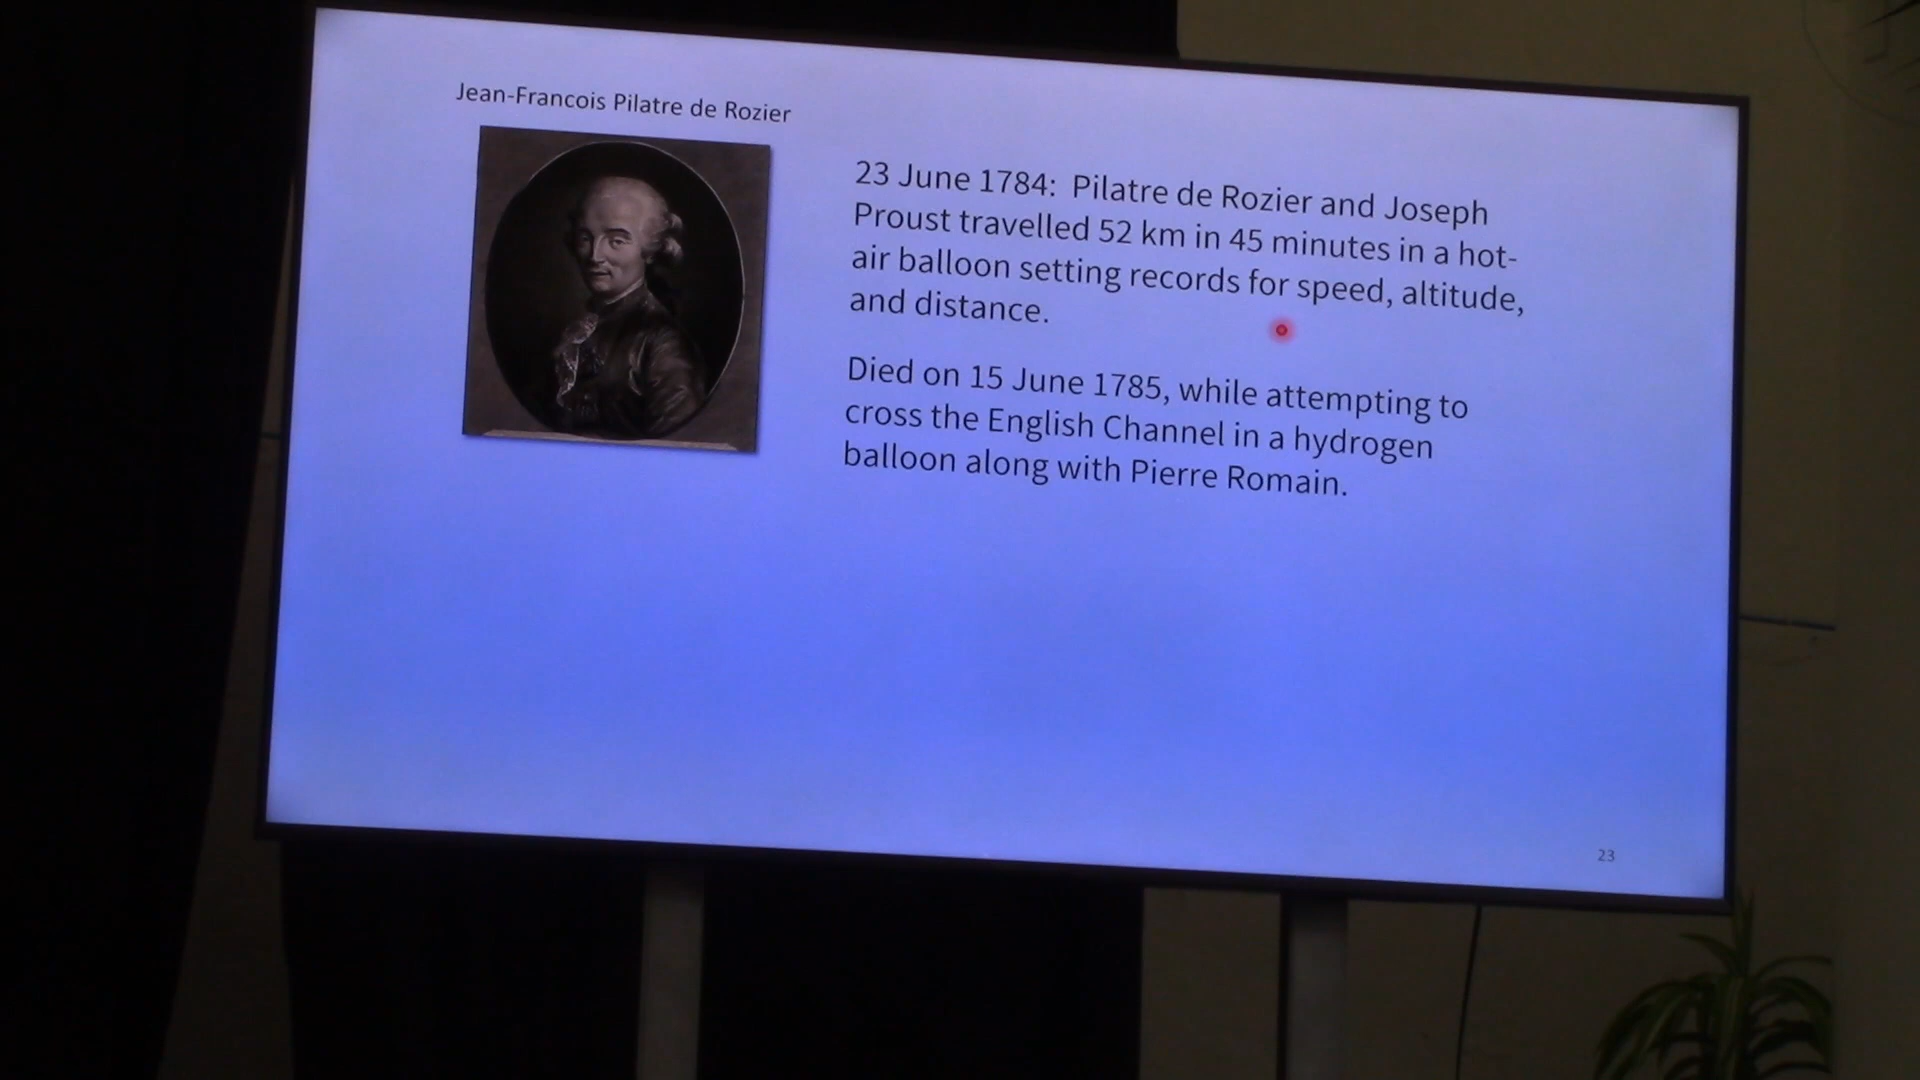 Jean-Francois Pilatre de Rozier
23 June 1784: Pilatre de Rozier and Joseph
Proust travelled 52 km in 45 minutes in a hot-
air balloon setting records for speed, altitude,
and distance.
Died on 15 June 1785, while attempting to
cross the English Channel in a hydrogen
balloon along with Pierre Romain.
23